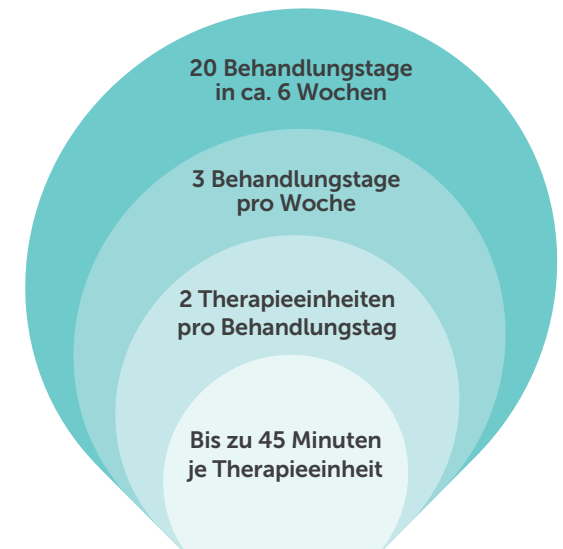 20 Behandlungstage
in ca. 6 Wochen
3 Behandlungstage
pro Woche
2 Therapieeinheiten
pro Behandlungstag
Bis zu 45 Minuten
je Therapieeinheit